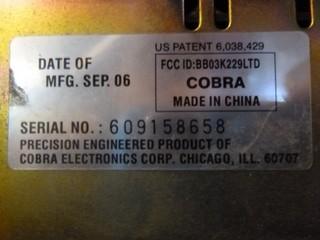 US PATENT 6,038,429
DATE OF
MFG. SEP. 06
FCC ID:BB03K229LTD
COBRA
MADE IN CHINA
SERIAL NO.: 609158658
PRECISION ENGINEERED PRODUCT OF
COBRA ELECTRONICS CORP. CHICAGO, ILL. 60707